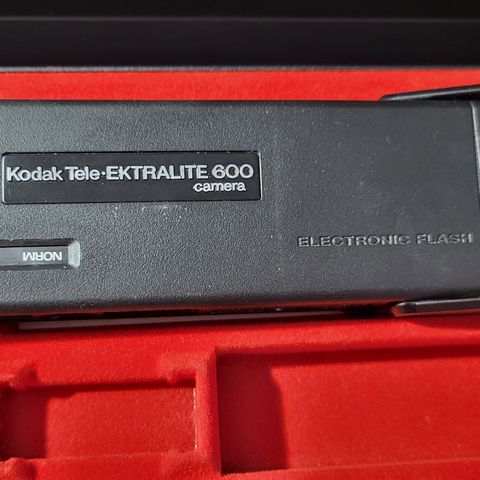 Kodak Tele·EKTRALITE 600
camera
ELECTRONIC FLASH
NORM